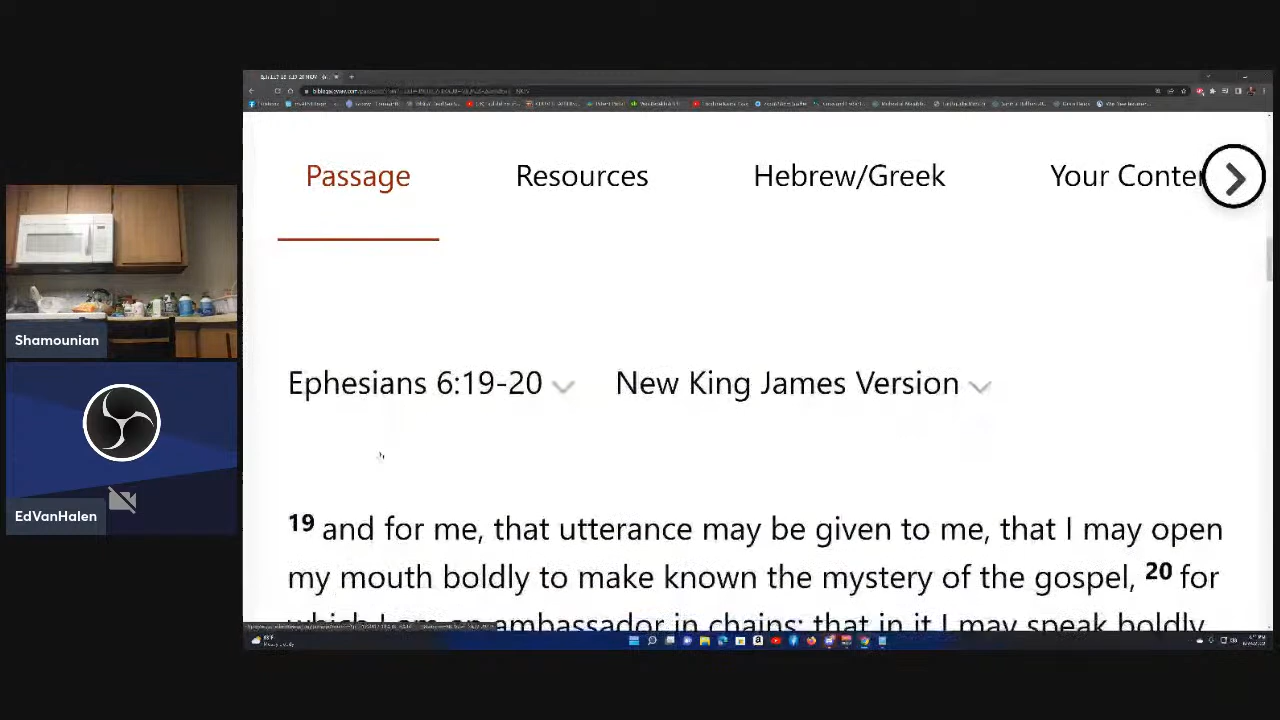 Passage
Resources
Hebrew/Greek
Your Conte
Ephesians 6:19-20
New King James Version
19 and for me, that utterance may be given to me, that I may open
my mouth boldly to make known the mystery of the gospel, 20 for
ambassador in chains; that in it I may speak boldly,
Shamounian
EdVanHalen